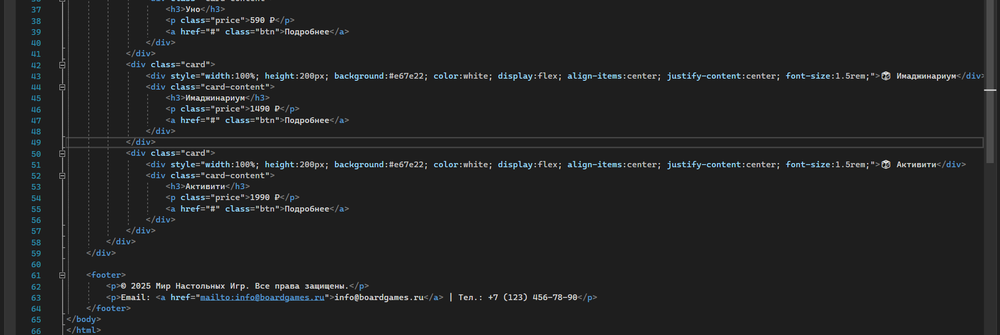 37 <h3>Уно</h3>
38 <p class="price">590 ₽</p>
39 <a href="#" class="btn">Подробнее</a>
40 </div>
41 </div>
42 <div class="card">
43 <div style="width:100%; height:200px; background:#e67e22; color:white; display:flex; align-items:center; justify-content:center; font-size:1.5rem;">🎲 Имаджинариум</div>
44 <div class="card-content">
45 <h3>Имаджинариум</h3>
46 <p class="price">1490 ₽</p>
47 <a href="#" class="btn">Подробнее</a>
48 </div>
49 </div>
50 <div class="card">
51 <div style="width:100%; height:200px; background:#e67e22; color:white; display:flex; align-items:center; justify-content:center; font-size:1.5rem;">🎲 Активити</div>
52 <div class="card-content">
53 <h3>Активити</h3>
54 <p class="price">1990 ₽</p>
55 <a href="#" class="btn">Подробнее</a>
56 </div>
57 </div>
58 </div>
59 </div>
60
61 <footer>
62 <p>© 2025 Мир Настольных Игр. Все права защищены.</p>
63 <p>Email: <a href="mailto:info@boardgames.ru">info@boardgames.ru</a> | Тел.: +7 (123) 456-78-90</p>
64 </footer>
65 </body>
66 </html>